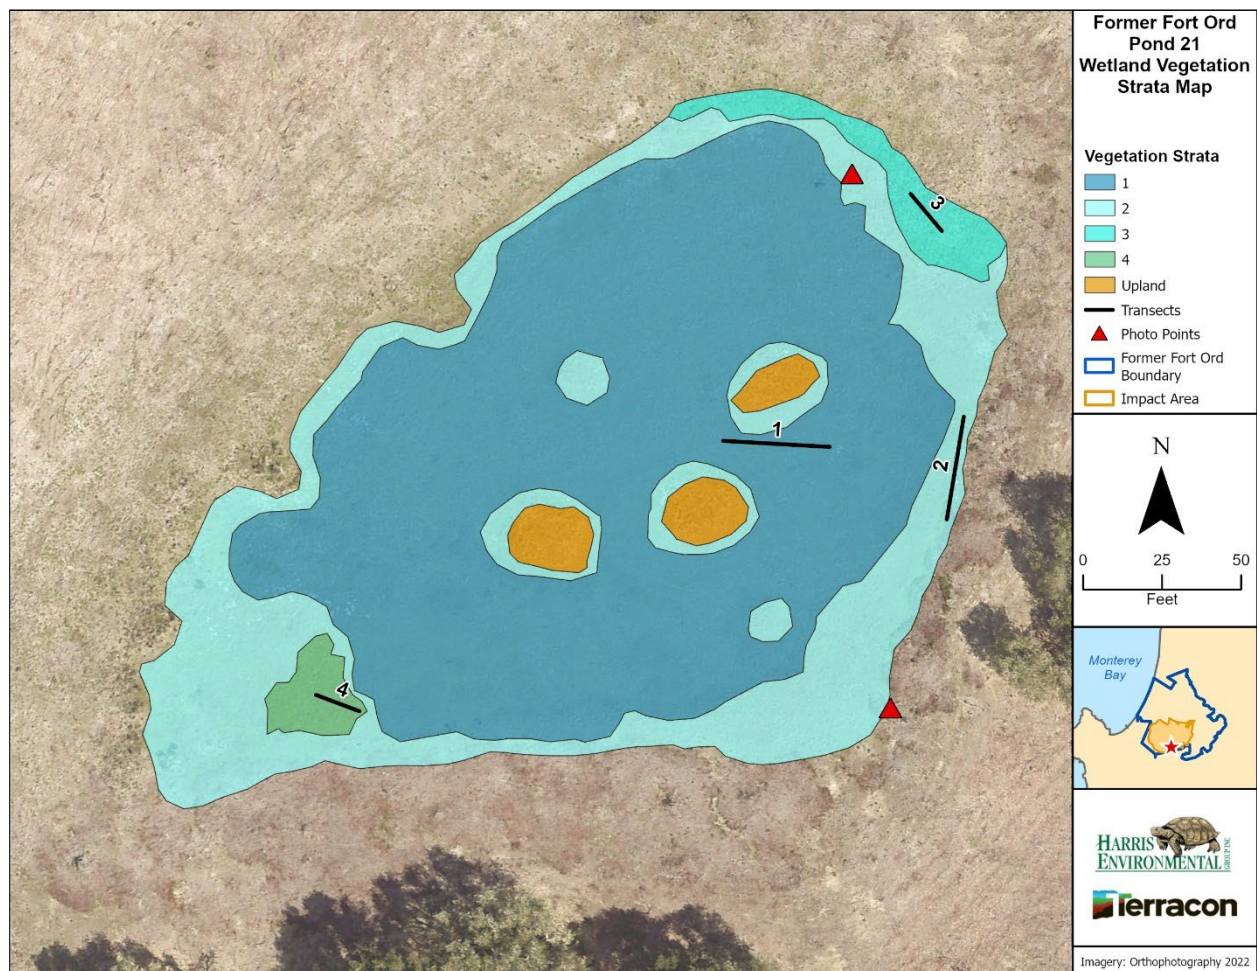 Former Fort Ord
Pond 21
Wetland Vegetation
Strata Map
Vegetation Strata
1
2
3
4
Upland
Transects
Photo Points
Former Fort Ord
Boundary
Impact Area
N
0 25 50
Feet
Monterey
Bay
HARRIS
ENVIRONMENTAL
GROUP INC
Terracon
Imagery: Orthophotography 2022
3
1
2
4